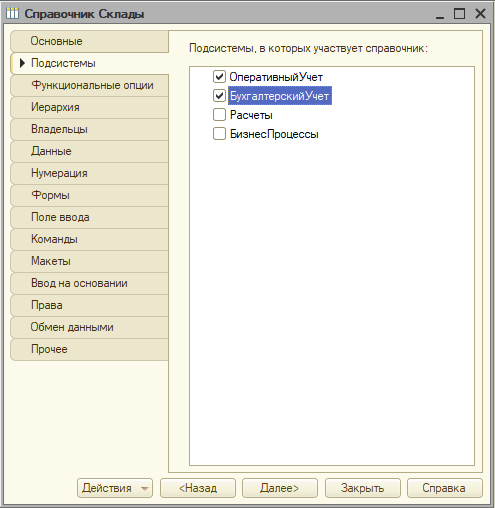 Справочник Склады
Основные
Подсистемы
Функциональные опции
Иерархия
Владельцы
Данные
Нумерация
Формы
Поле ввода
Команды
Макеты
Ввод на основании
Права
Обмен данными
Прочее
Подсистемы, в которых участвует справочник:
ОперативныйУчет
БухгалтерскийУчет
Расчеты
БизнесПроцессы
Действия
<Назад
Далее>
Закрыть
Справка